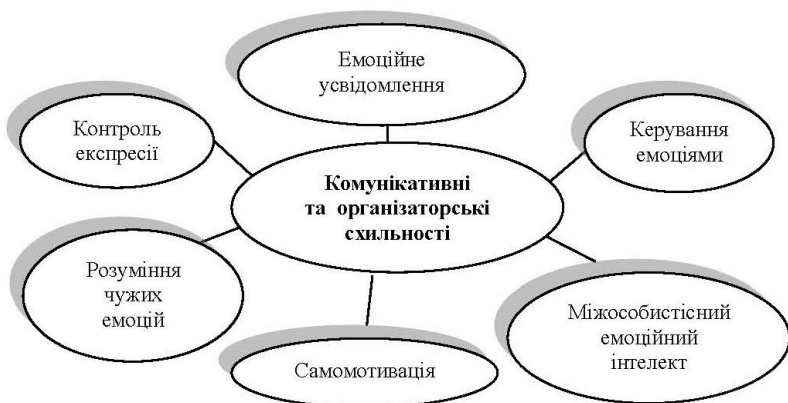 Емоційне
усвідомлення
Контроль
експресії
Керування
емоціями
Комунікативні
та організаторські
схильності
Розуміння
чужих
емоцій
Міжособистісний
емоційний
інтелект
Самомотивація